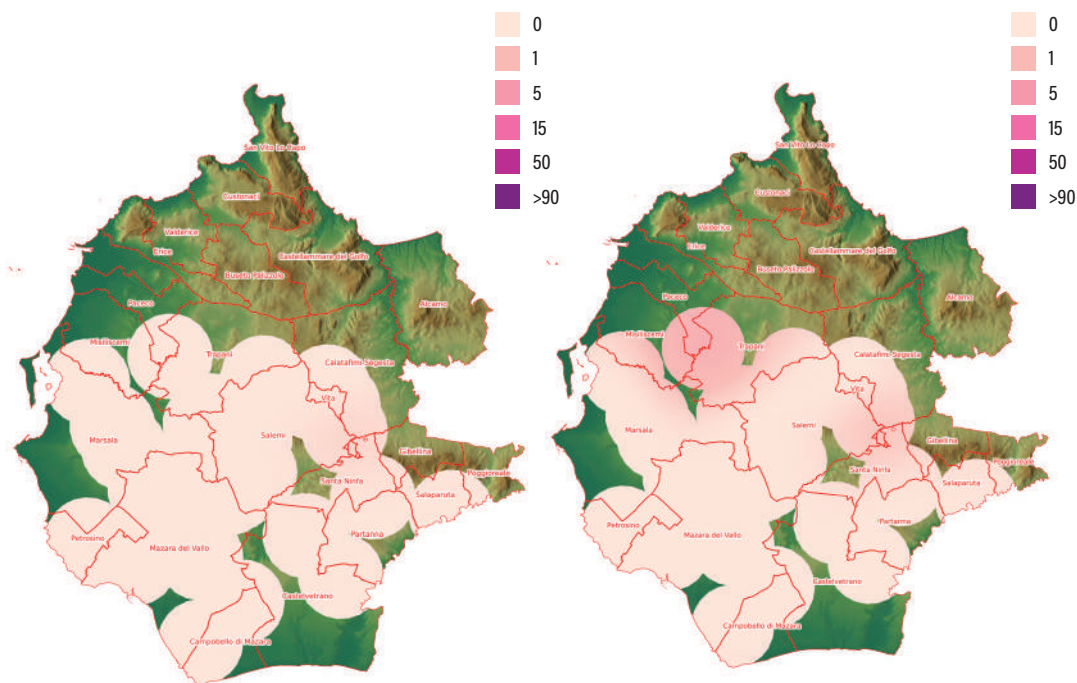 0
1
5
15
50
>90
San Vito Lo Capo
Custonaci
Valderice
Erice
Castellammare del Golfo
Buseto Palizzolo
Paceco
Alcamo
Misiliscemi
Trapani
Calatafimi Segesta
Vita
Marsala
Salemi
Gibellina
Poggioreale
Santa Ninfa
Salaparuta
Petrosino
Partanna
Mazara del Vallo
Castelvetrano
Campobello di Mazara
0
1
5
15
50
>90
San Vito Lo Capo
Custonaci
Valderice
Erice
Castellammare del Golfo
Buseto Palizzolo
Paceco
Alcamo
Misiliscemi
Trapani
Calatafimi Segesta
Vita
Marsala
Salemi
Gibellina
Poggioreale
Santa Ninfa
Salaparuta
Petrosino
Partanna
Mazara del Vallo
Castelvetrano
Campobello di Mazara